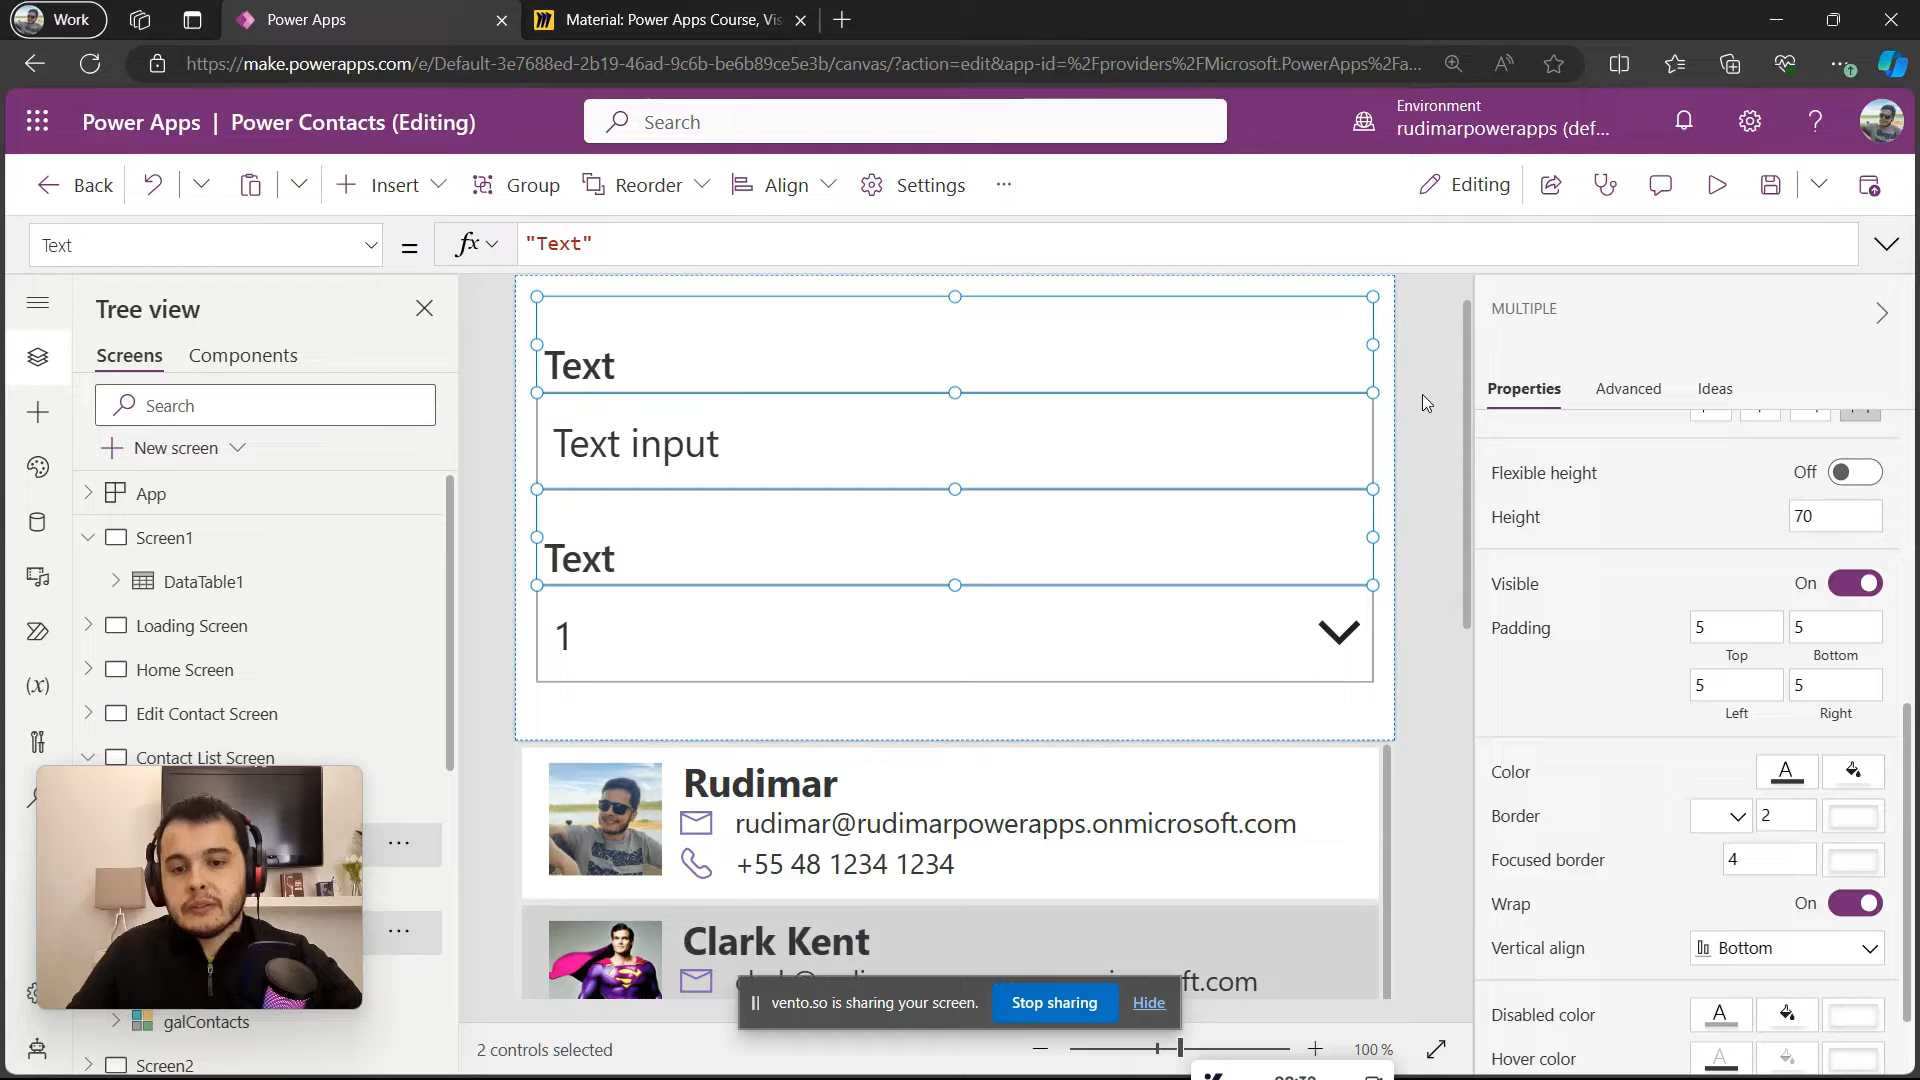 Work
Power Apps
Material: Power Apps Course, Vis
https://make.powerapps.com/e/Default-3e7688ed-2b19-46ad-9c6b-be6b89ce5e3b/canvas/?action=edit&app-id=%2Fproviders%2FMicrosoft.PowerApps%2Fa...
Power Apps | Power Contacts (Editing)
Search
Environment
rudimarpowerapps (def...
Back
Insert
Group
Reorder
Align
Settings
Editing
Text
=
fx
"Text"
Tree view
Screens
Components
Search
New screen
App
Screen1
DataTable1
Loading Screen
Home Screen
Edit Contact Screen
Contact List Screen
galContacts
Screen2
Text
Text input
Text
1
Rudimar
rudimar@rudimarpowerapps.onmicrosoft.com
+55 48 1234 1234
Clark Kent
ft.com
vento.so is sharing your screen.
Stop sharing
Hide
2 controls selected
100 %
MULTIPLE
Properties
Advanced
Ideas
Flexible height
Off
Height
70
Visible
On
Padding
5
5
Top
Bottom
5
5
Left
Right
Color
Border
2
Focused border
4
Wrap
On
Vertical align
Bottom
Disabled color
Hover color